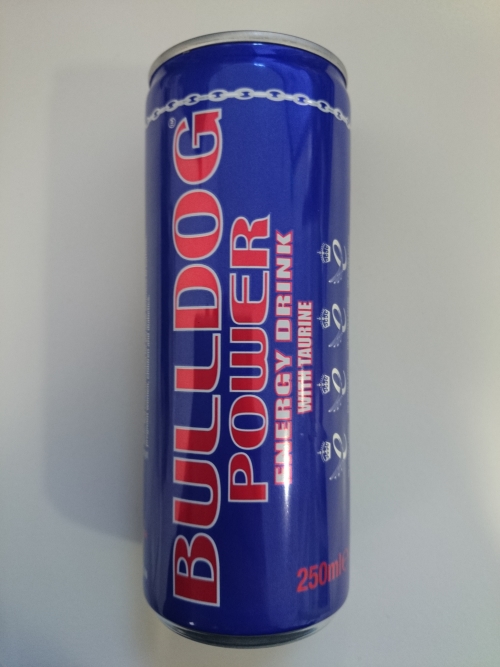 BULLDOG
POWER
ENERGY DRINK
WITH TAURINE
250ml